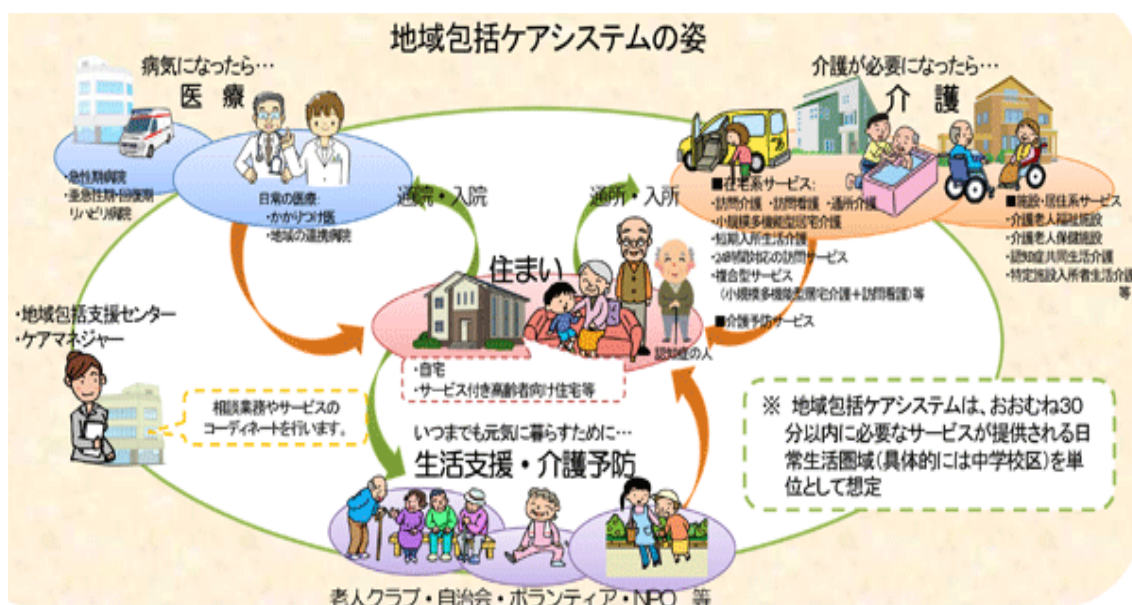 地域包括ケアシステムの姿
病気になったら…
医療
・急性期病院
・亜急性期・回復期
リハビリ病院
日常の医療:
・かかりつけ医
・地域の連携病院
通院・入院
通所・入所
介護が必要になったら…
介護
■在宅系サービス:
・訪問介護 ・訪問看護 ・通所介護
・小規模多機能型居宅介護
・短期入所生活介護
・24時間対応の訪問サービス
・複合型サービス
(小規模多機能型居宅介護＋訪問看護)等
■介護予防サービス
■施設・居住系サービス
・介護老人福祉施設
・介護老人保健施設
・認知症共同生活介護
・特定施設入所者生活介護
等
住まい
認知症の人
・自宅
・サービス付き高齢者向け住宅等
・地域包括支援センター
・ケアマネジャー
相談業務やサービスの
コーディネートを行います。
いつまでも元気に暮らすために…
生活支援・介護予防
老人クラブ・自治会・ボランティア・NPO 等
※ 地域包括ケアシステムは、おおむね30
分以内に必要なサービスが提供される日
常生活圏域(具体的には中学校区)を単
位として想定